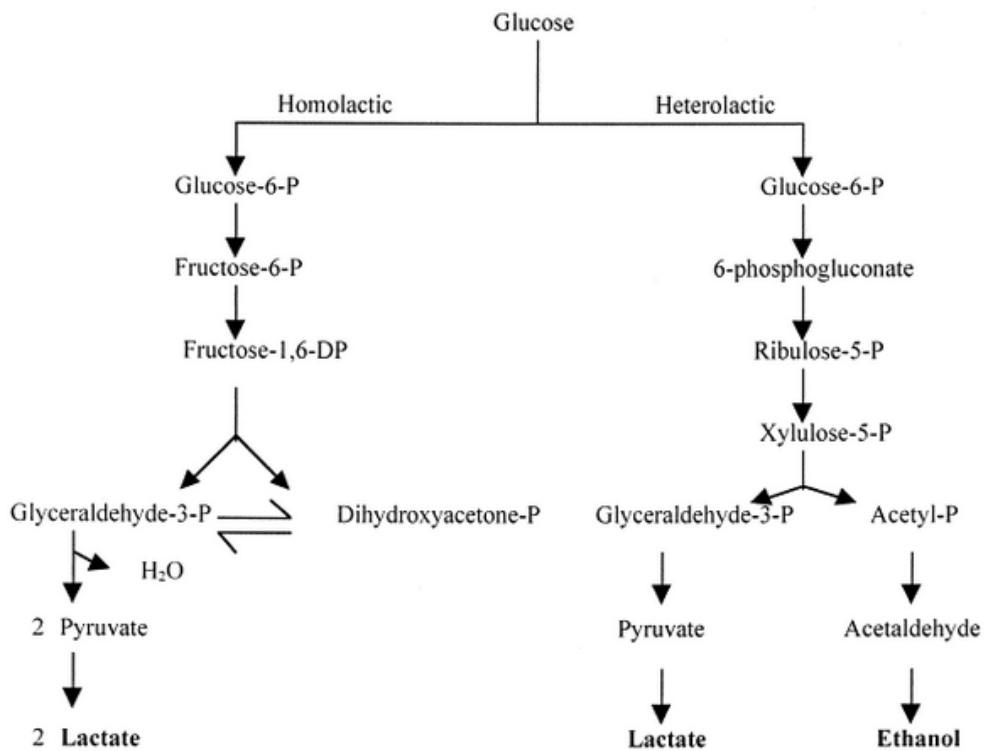 Glucose
Homolactic Heterolactic
Glucose-6-P Glucose-6-P
Fructose-6-P 6-phosphogluconate
Fructose-1,6-DP Ribulose-5-P
Xylulose-5-P
Glyceraldehyde-3-P Dihydroxyacetone-P Glyceraldehyde-3-P Acetyl-P
H₂O
2 Pyruvate Pyruvate Acetaldehyde
2 Lactate Lactate Ethanol